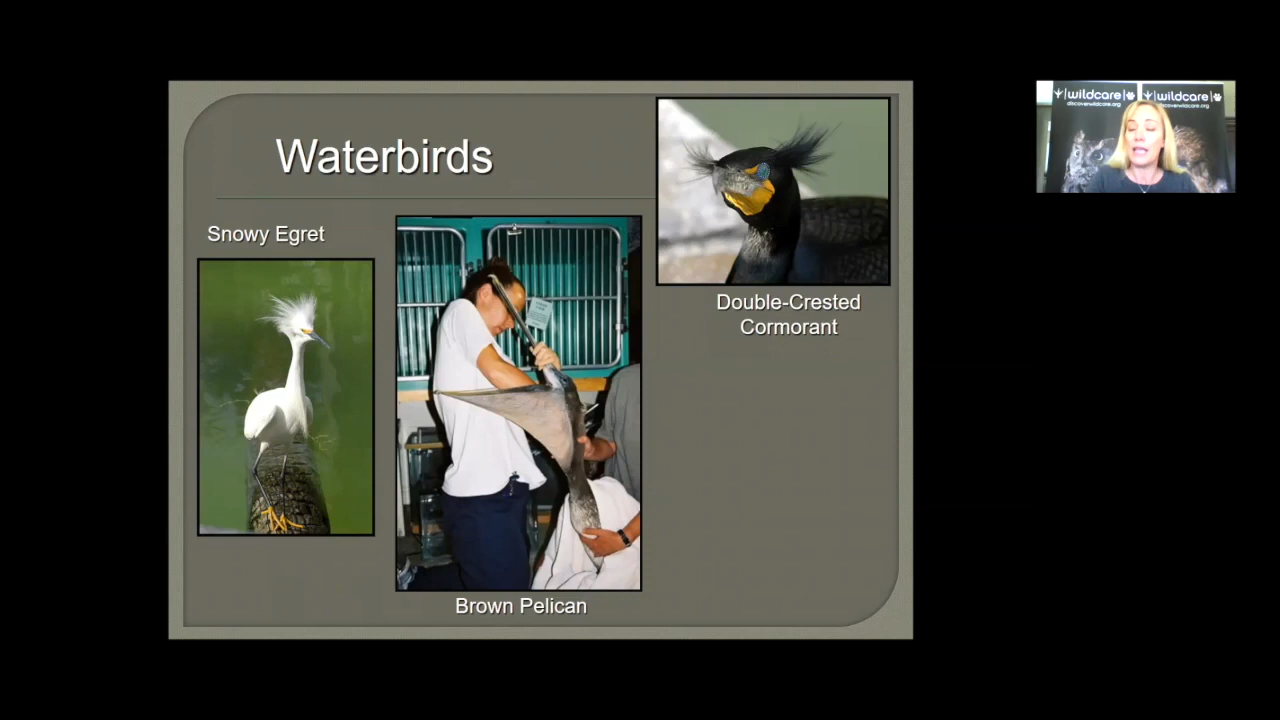 Waterbirds
Snowy Egret
Double-Crested
Cormorant
Brown Pelican
wildcare
discoverwildcare.org
wildcare
discoverwildcare.org